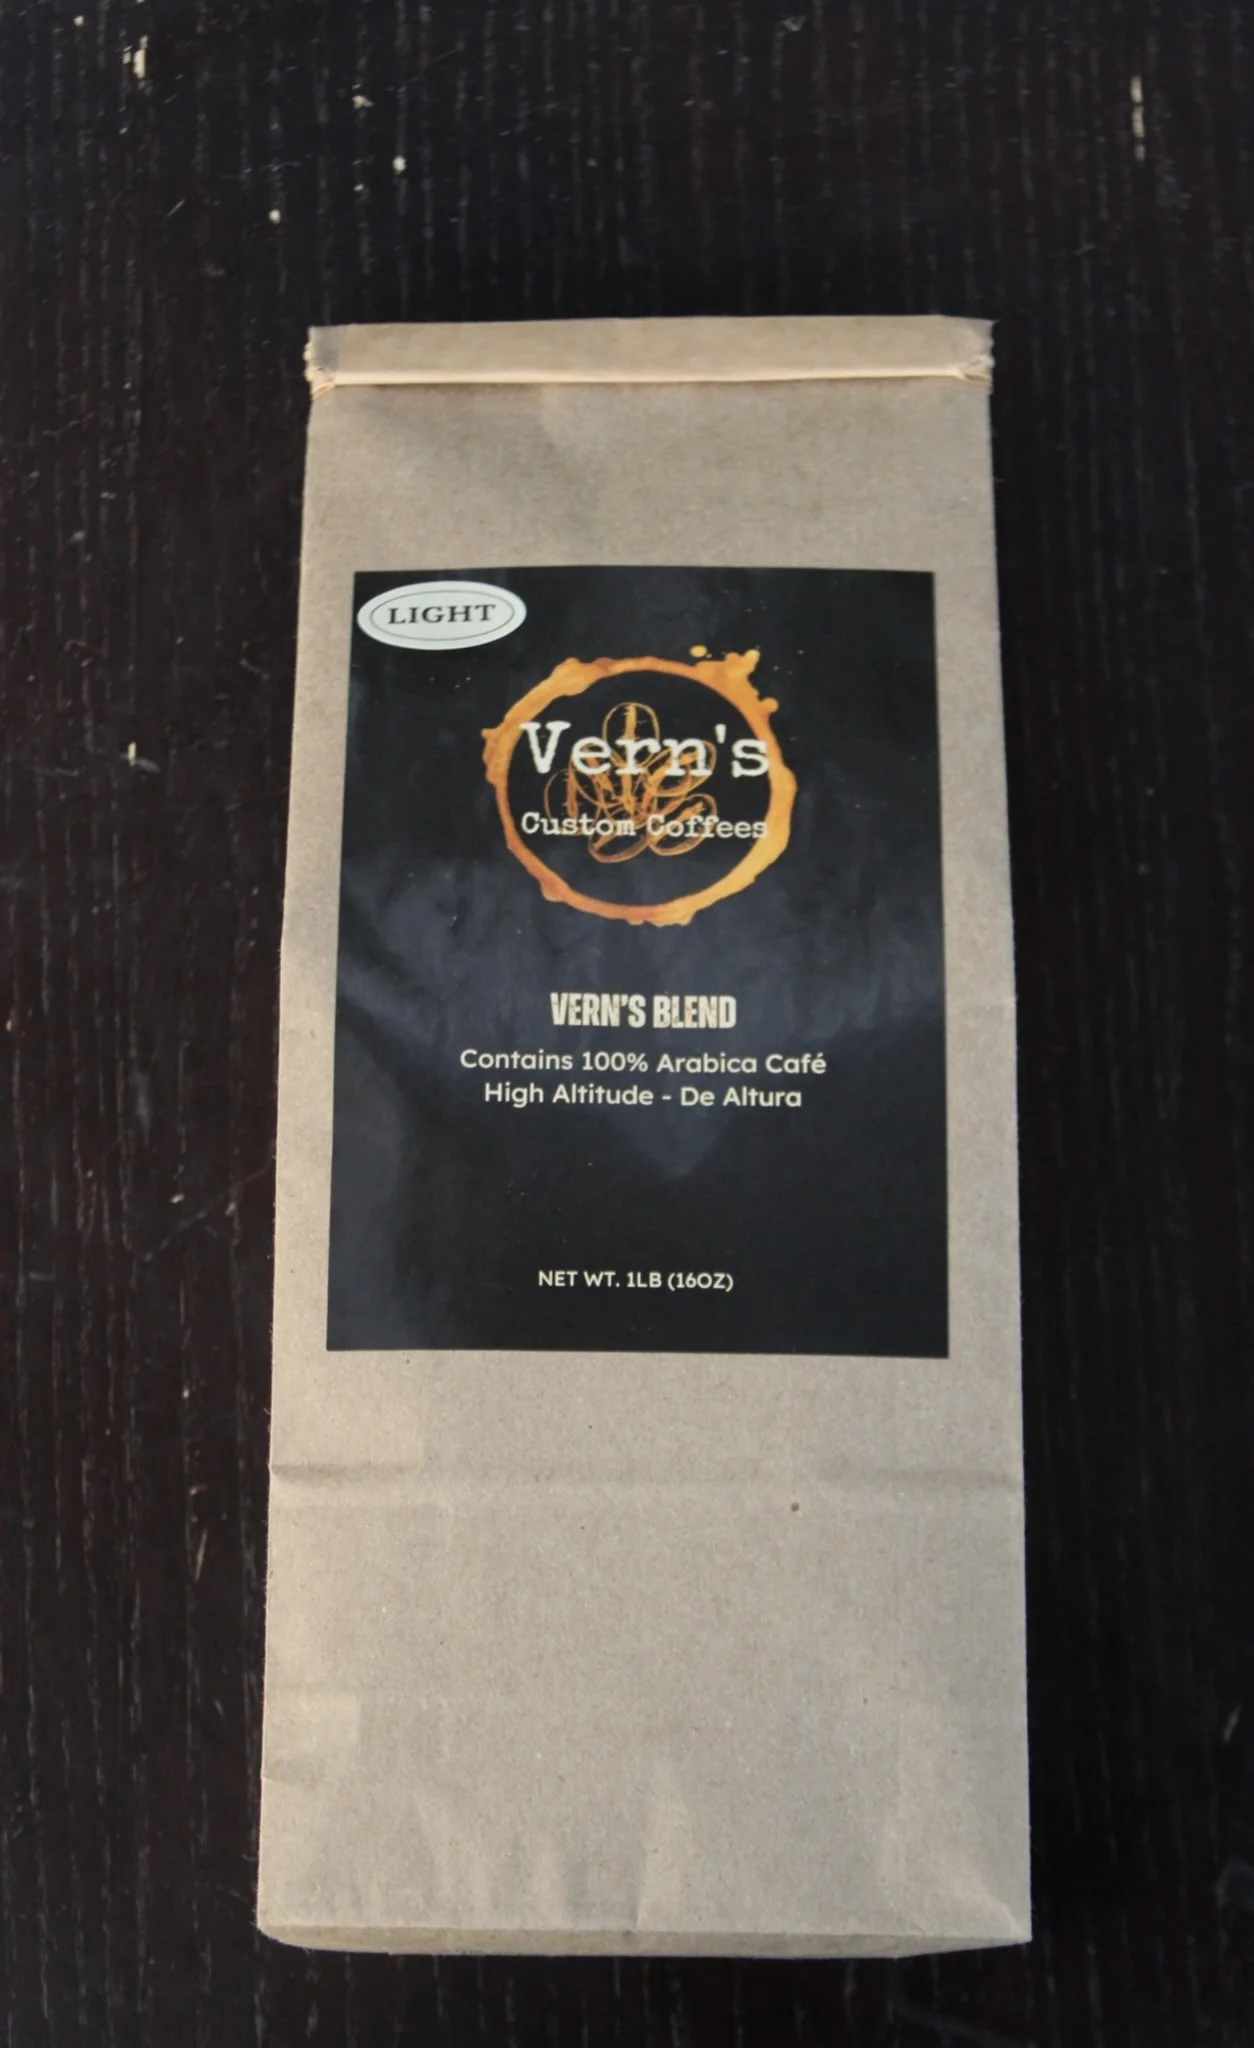 LIGHT
Vern's
Custom Coffees
VERN'S BLEND
Contains 100% Arabica Café
High Altitude - De Altura
NET WT. 1LB (16OZ)